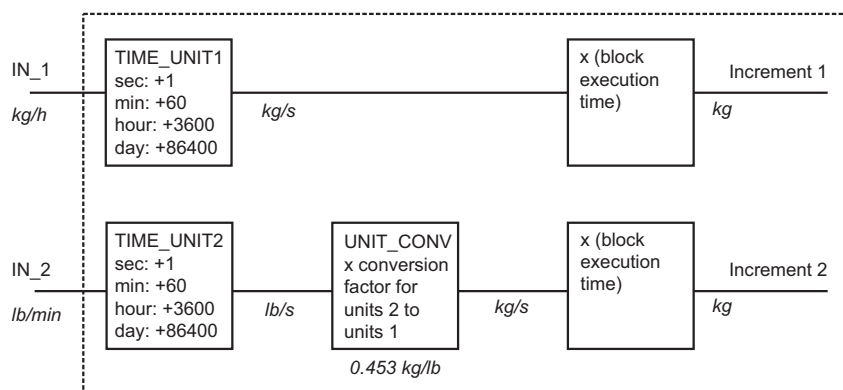 IN_1
kg/h
TIME_UNIT1
sec: +1
min: +60
hour: +3600
day: +86400
kg/s
x (block
execution
time)
Increment 1
kg
IN_2
lb/min
TIME_UNIT2
sec: +1
min: +60
hour: +3600
day: +86400
lb/s
UNIT_CONV
x conversion
factor for
units 2 to
units 1
0.453 kg/lb
kg/s
x (block
execution
time)
Increment 2
kg